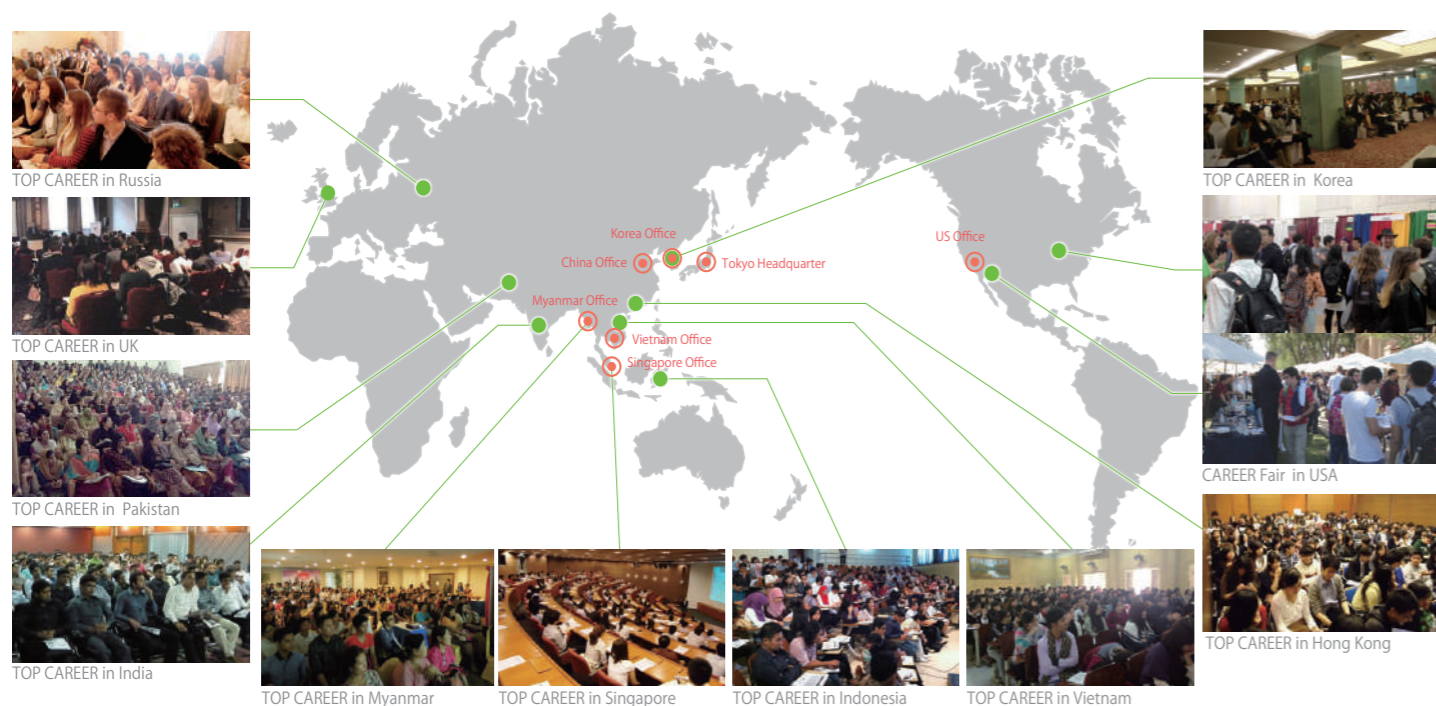 TOP CAREER in Russia
TOP CAREER in UK
TOP CAREER in Pakistan
TOP CAREER in India
TOP CAREER in Myanmar
TOP CAREER in Singapore
TOP CAREER in Indonesia
TOP CAREER in Vietnam
TOP CAREER in Hong Kong
CAREER Fair in USA
TOP CAREER in Korea
Korea Office
China Office
Tokyo Headquarter
US Office
Myanmar Office
Vietnam Office
Singapore Office